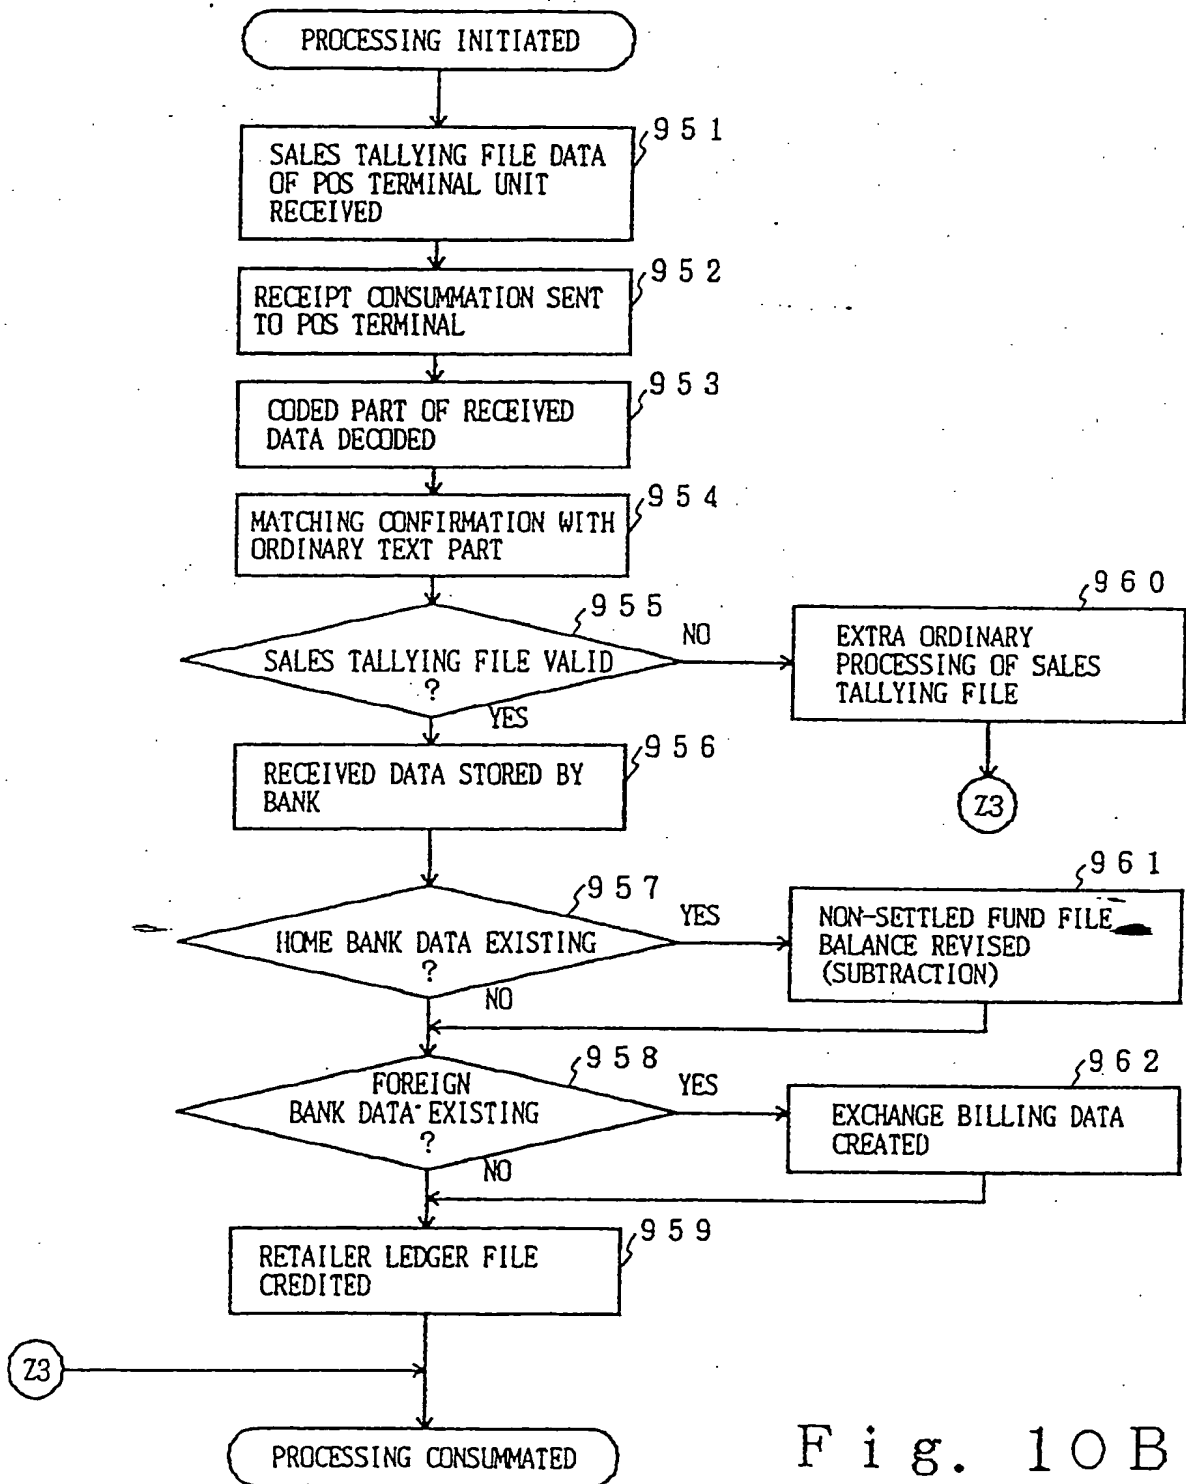 PROCESSING INITIATED
951
SALES TALLYING FILE DATA
OF POS TERMINAL UNIT
RECEIVED
952
RECEIPT CONSUMMATION SENT
TO POS TERMINAL
953
CODED PART OF RECEIVED
DATA DECODED
954
MATCHING CONFIRMATION WITH
ORDINARY TEXT PART
955
SALES TALLYING FILE VALID
?
NO
YES
960
EXTRA ORDINARY
PROCESSING OF SALES
TALLYING FILE
Z3
956
RECEIVED DATA STORED BY
BANK
957
HOME BANK DATA EXISTING
?
YES
NO
961
NON-SETTLED FUND FILE
BALANCE REVISED
(SUBTRACTION)
958
FOREIGN
BANK DATA EXISTING
?
YES
NO
962
EXCHANGE BILLING DATA
CREATED
959
RETAILER LEDGER FILE
CREDITED
Z3
PROCESSING CONSUMMATED
Fig. 10B